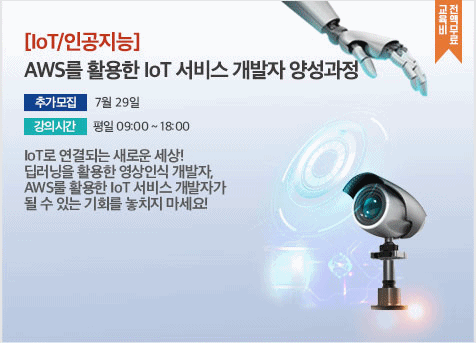 [IoT/인공지능]
AWS를 활용한 IoT 서비스 개발자 양성과정
추가모집 7월 29일
강의시간 평일 09:00 ~ 18:00
IoT로 연결되는 새로운 세상!
딥러닝을 활용한 영상인식 개발자,
AWS를 활용한 IoT 서비스 개발자가
될 수 있는 기회를 놓치지 마세요!
교육비
전액무료